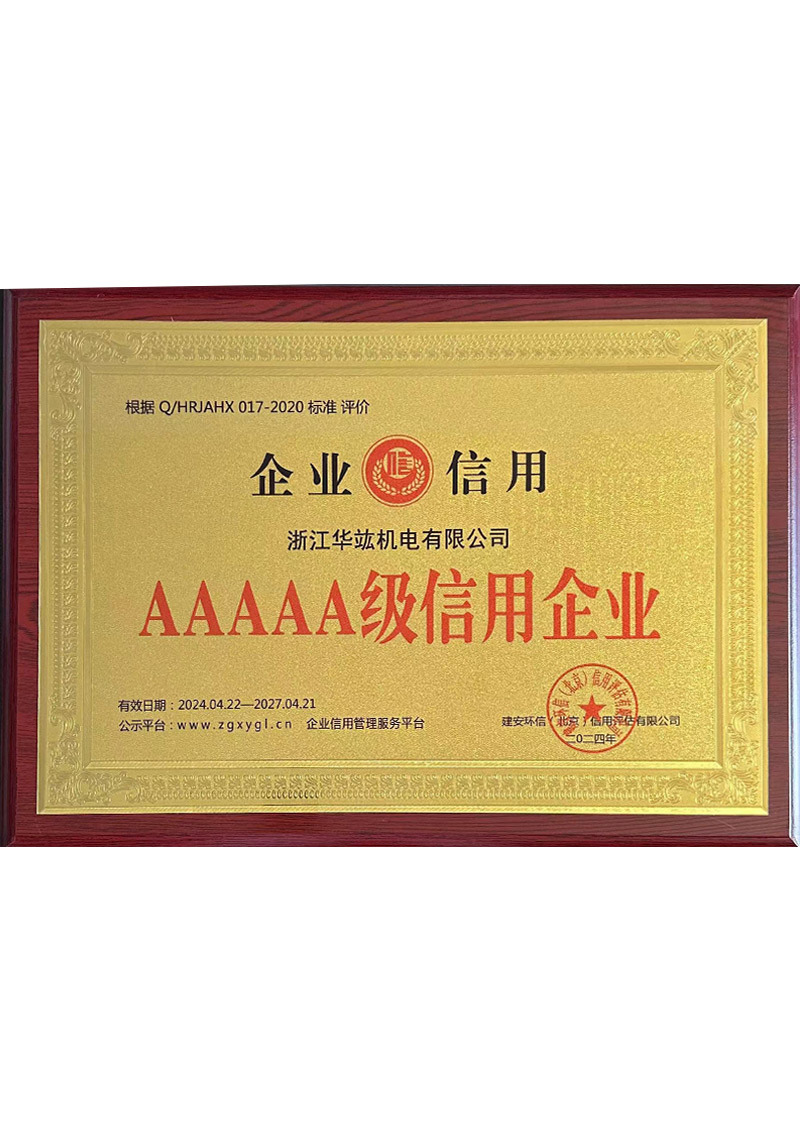 根据 Q/HRJAHX 017-2020 标准 评价
企业 信用
浙江华竑机电有限公司
AAAAA级信用企业
有效日期：2024.04.22—2027.04.21
公示平台：www.zgxygl.cn 企业信用管理服务平台
建安环信（北京）信用评估有限公司
二〇二四年